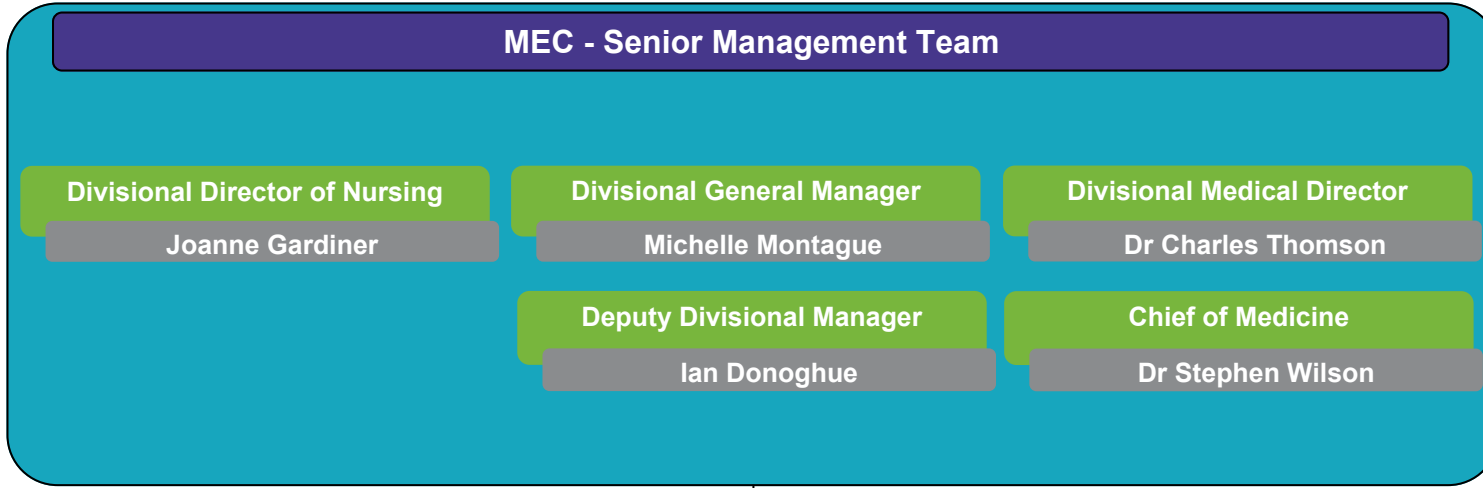 MEC - Senior Management Team
Divisional Director of Nursing
Joanne Gardiner
Divisional General Manager
Michelle Montague
Divisional Medical Director
Dr Charles Thomson
Deputy Divisional Manager
Ian Donoghue
Chief of Medicine
Dr Stephen Wilson